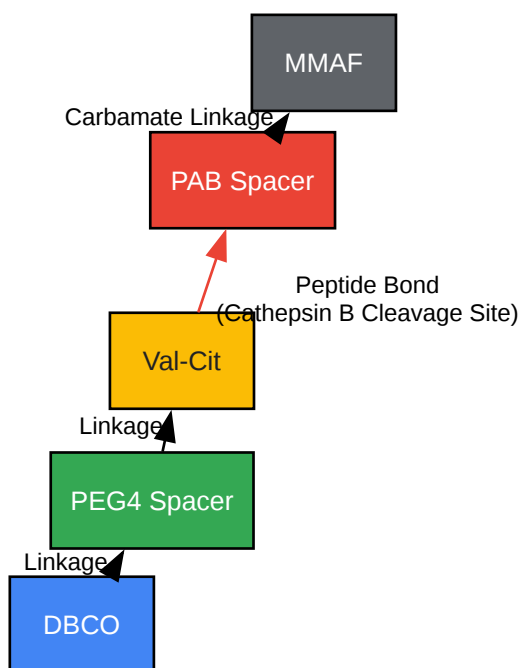 MMAF
Carbamate Linkage
PAB Spacer
Peptide Bond
(Cathepsin B Cleavage Site)
Val-Cit
Linkage
PEG4 Spacer
Linkage
DBCO